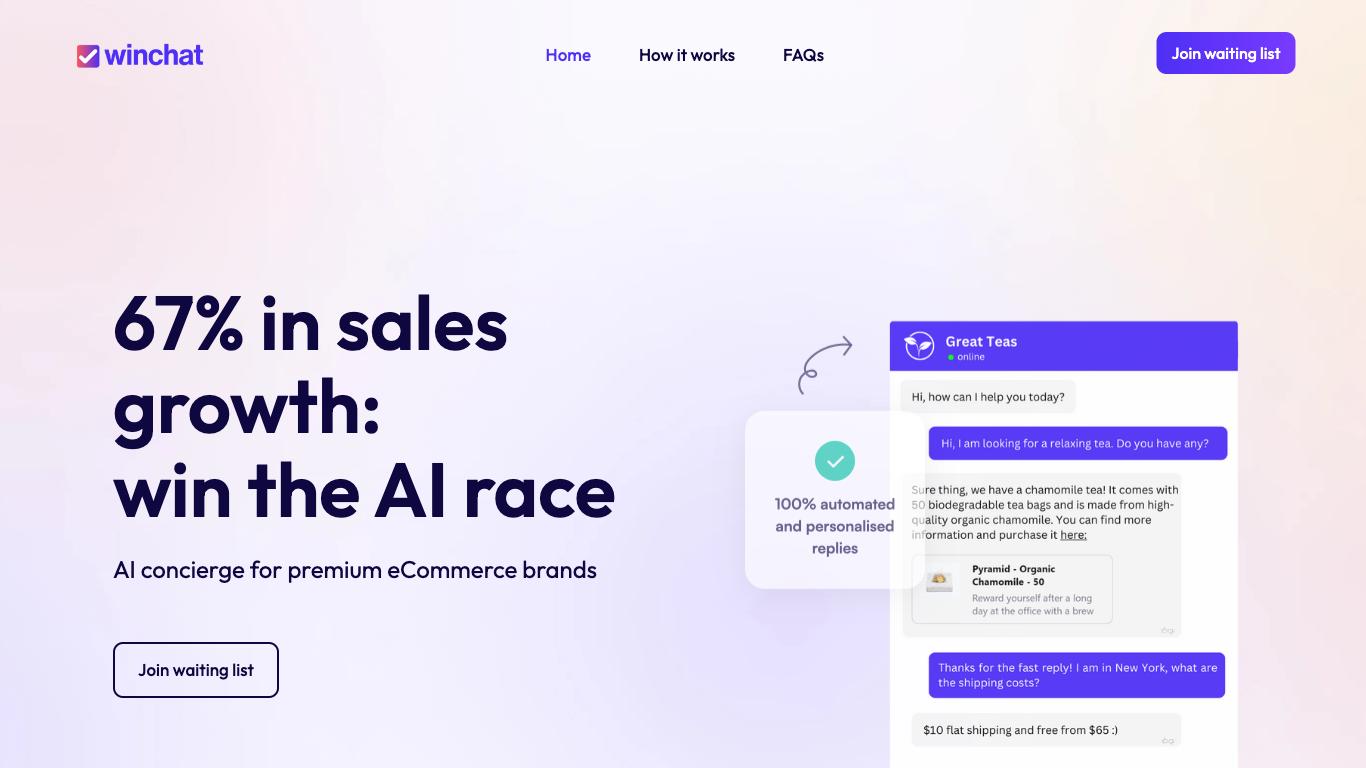 winchat
Home
How it works
FAQs
Join waiting list
67% in sales
growth:
win the AI race
AI concierge for premium eCommerce brands
Join waiting list
100% automated
and personalised
replies
Great Teas
online
Hi, how can I help you today?
Hi, I am looking for a relaxing tea. Do you have any?
Sure thing, we have a chamomile tea! It comes with
50 biodegradable tea bags and is made from high-
quality organic chamomile. You can find more
information and purchase it here:
Pyramid - Organic
Chamomile - 50
Reward yourself after a long
day at the office with a brew
Thanks for the fast reply! I am in New York, what are
the shipping costs?
$10 flat shipping and free from $65 :)